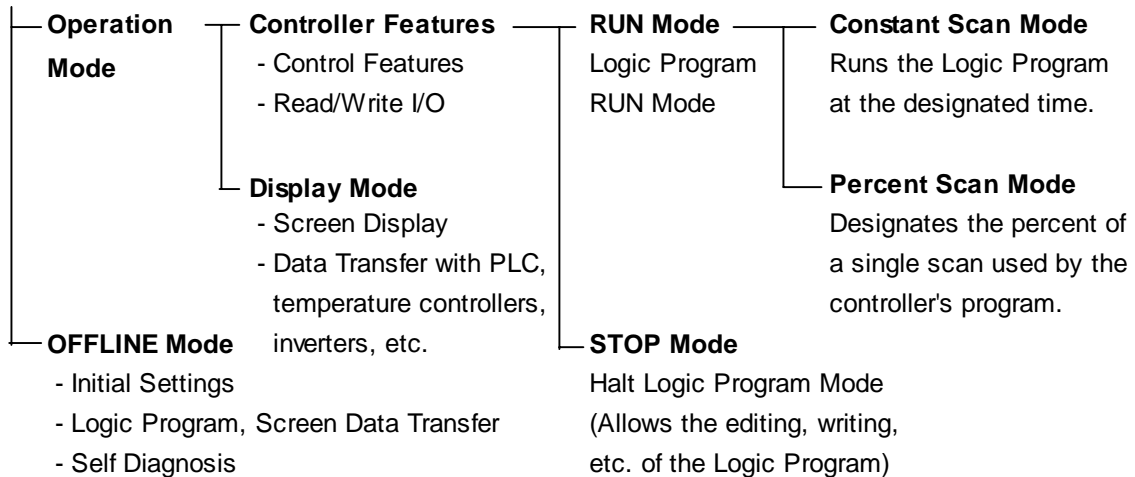 Operation
Mode
Controller Features
- Control Features
- Read/Write I/O
Display Mode
- Screen Display
- Data Transfer with PLC,
temperature controllers,
inverters, etc.
OFFLINE Mode
- Initial Settings
- Logic Program, Screen Data Transfer
- Self Diagnosis
RUN Mode
Logic Program
RUN Mode
STOP Mode
Halt Logic Program Mode
(Allows the editing, writing,
etc. of the Logic Program)
Constant Scan Mode
Runs the Logic Program
at the designated time.
Percent Scan Mode
Designates the percent of
a single scan used by the
controller's program.